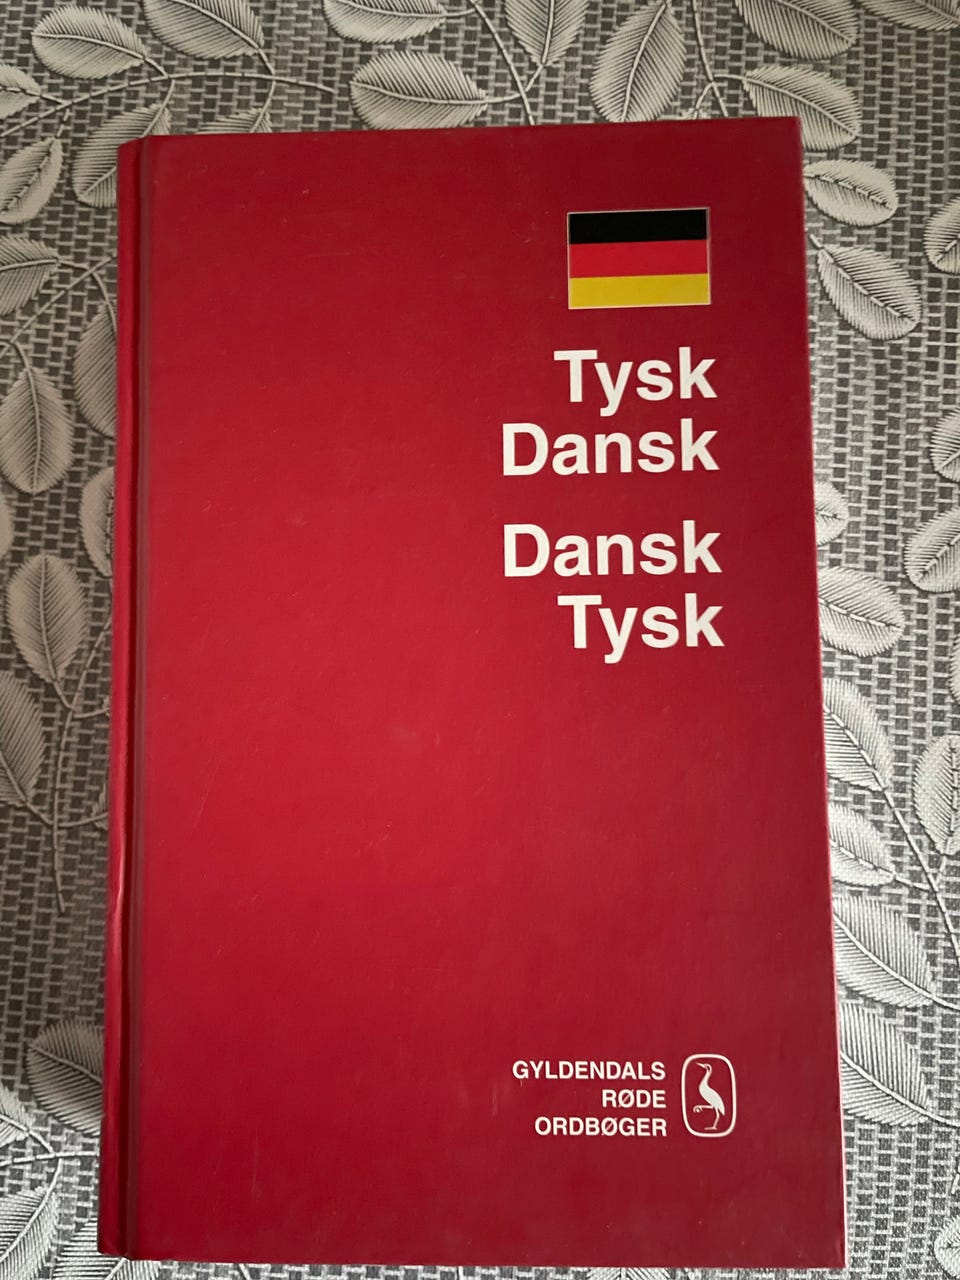 Tysk
Dansk
Dansk
Tysk
GYLDENDALS
RØDE
ORDBØGER